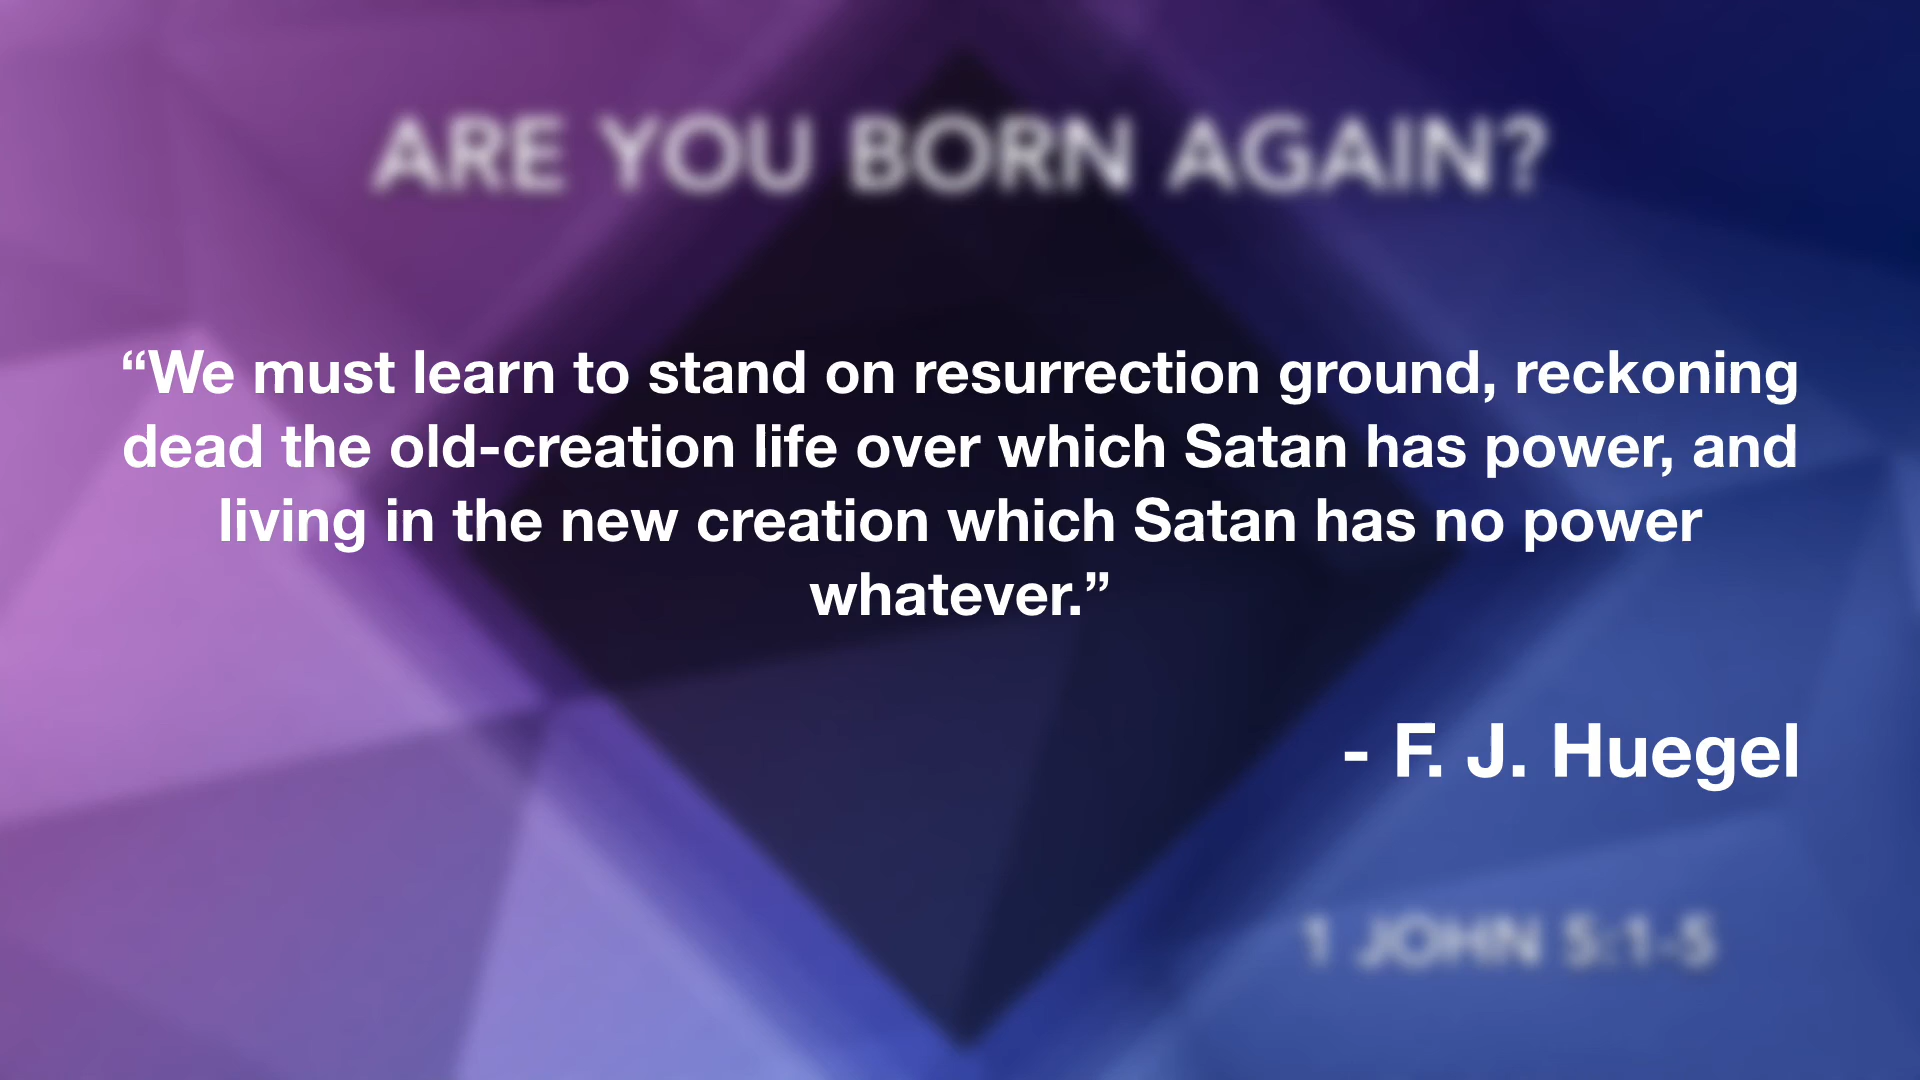 ARE YOU BORN AGAIN?
“We must learn to stand on resurrection ground, reckoning
dead the old-creation life over which Satan has power, and
living in the new creation which Satan has no power
whatever.”
- F. J. Huegel
1 JOHN 5:1-5